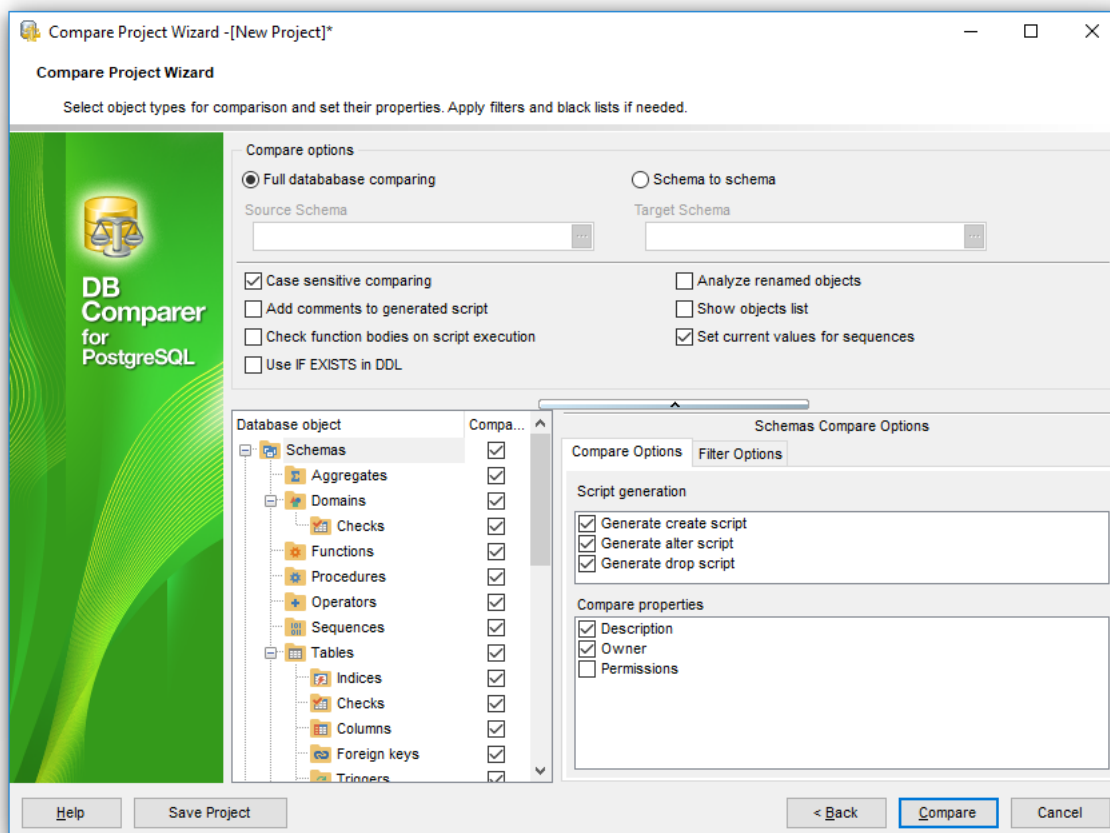 Compare Project Wizard -[New Project]*
Compare Project Wizard
Select object types for comparison and set their properties. Apply filters and black lists if needed.
DB
Comparer
for
PostgreSQL
Compare options
Full datababase comparing
Schema to schema
Source Schema
Target Schema
...
...
Case sensitive comparing
Analyze renamed objects
Add comments to generated script
Show objects list
Check function bodies on script execution
Set current values for sequences
Use IF EXISTS in DDL
Database object
Compa...
Schemas
Aggregates
Domains
Checks
Functions
Procedures
Operators
Sequences
Tables
Indices
Checks
Columns
Foreign keys
Triggers
Schemas Compare Options
Compare Options
Filter Options
Script generation
Generate create script
Generate alter script
Generate drop script
Compare properties
Description
Owner
Permissions
Help
Save Project
< Back
Compare
Cancel